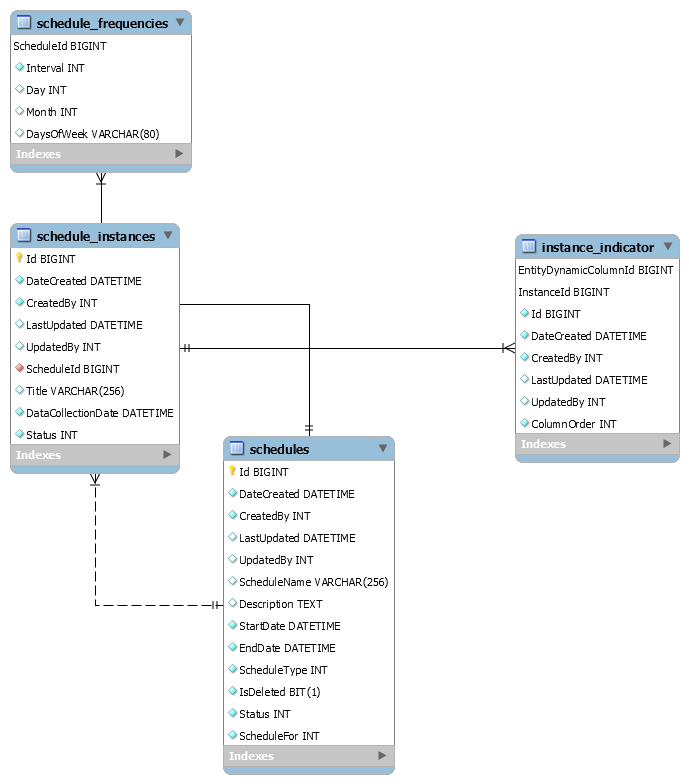 schedule_frequencies
ScheduleId BIGINT
Interval INT
Day INT
Month INT
DaysOfWeek VARCHAR(80)
Indexes
schedule_instances
Id BIGINT
DateCreated DATETIME
CreatedBy INT
LastUpdated DATETIME
UpdatedBy INT
ScheduleId BIGINT
Title VARCHAR(256)
DataCollectionDate DATETIME
Status INT
Indexes
instance_indicator
EntityDynamicColumnId BIGINT
InstanceId BIGINT
Id BIGINT
DateCreated DATETIME
CreatedBy INT
LastUpdated DATETIME
UpdatedBy INT
ColumnOrder INT
Indexes
schedules
Id BIGINT
DateCreated DATETIME
CreatedBy INT
LastUpdated DATETIME
UpdatedBy INT
ScheduleName VARCHAR(256)
Description TEXT
StartDate DATETIME
EndDate DATETIME
ScheduleType INT
IsDeleted BIT(1)
Status INT
ScheduleFor INT
Indexes